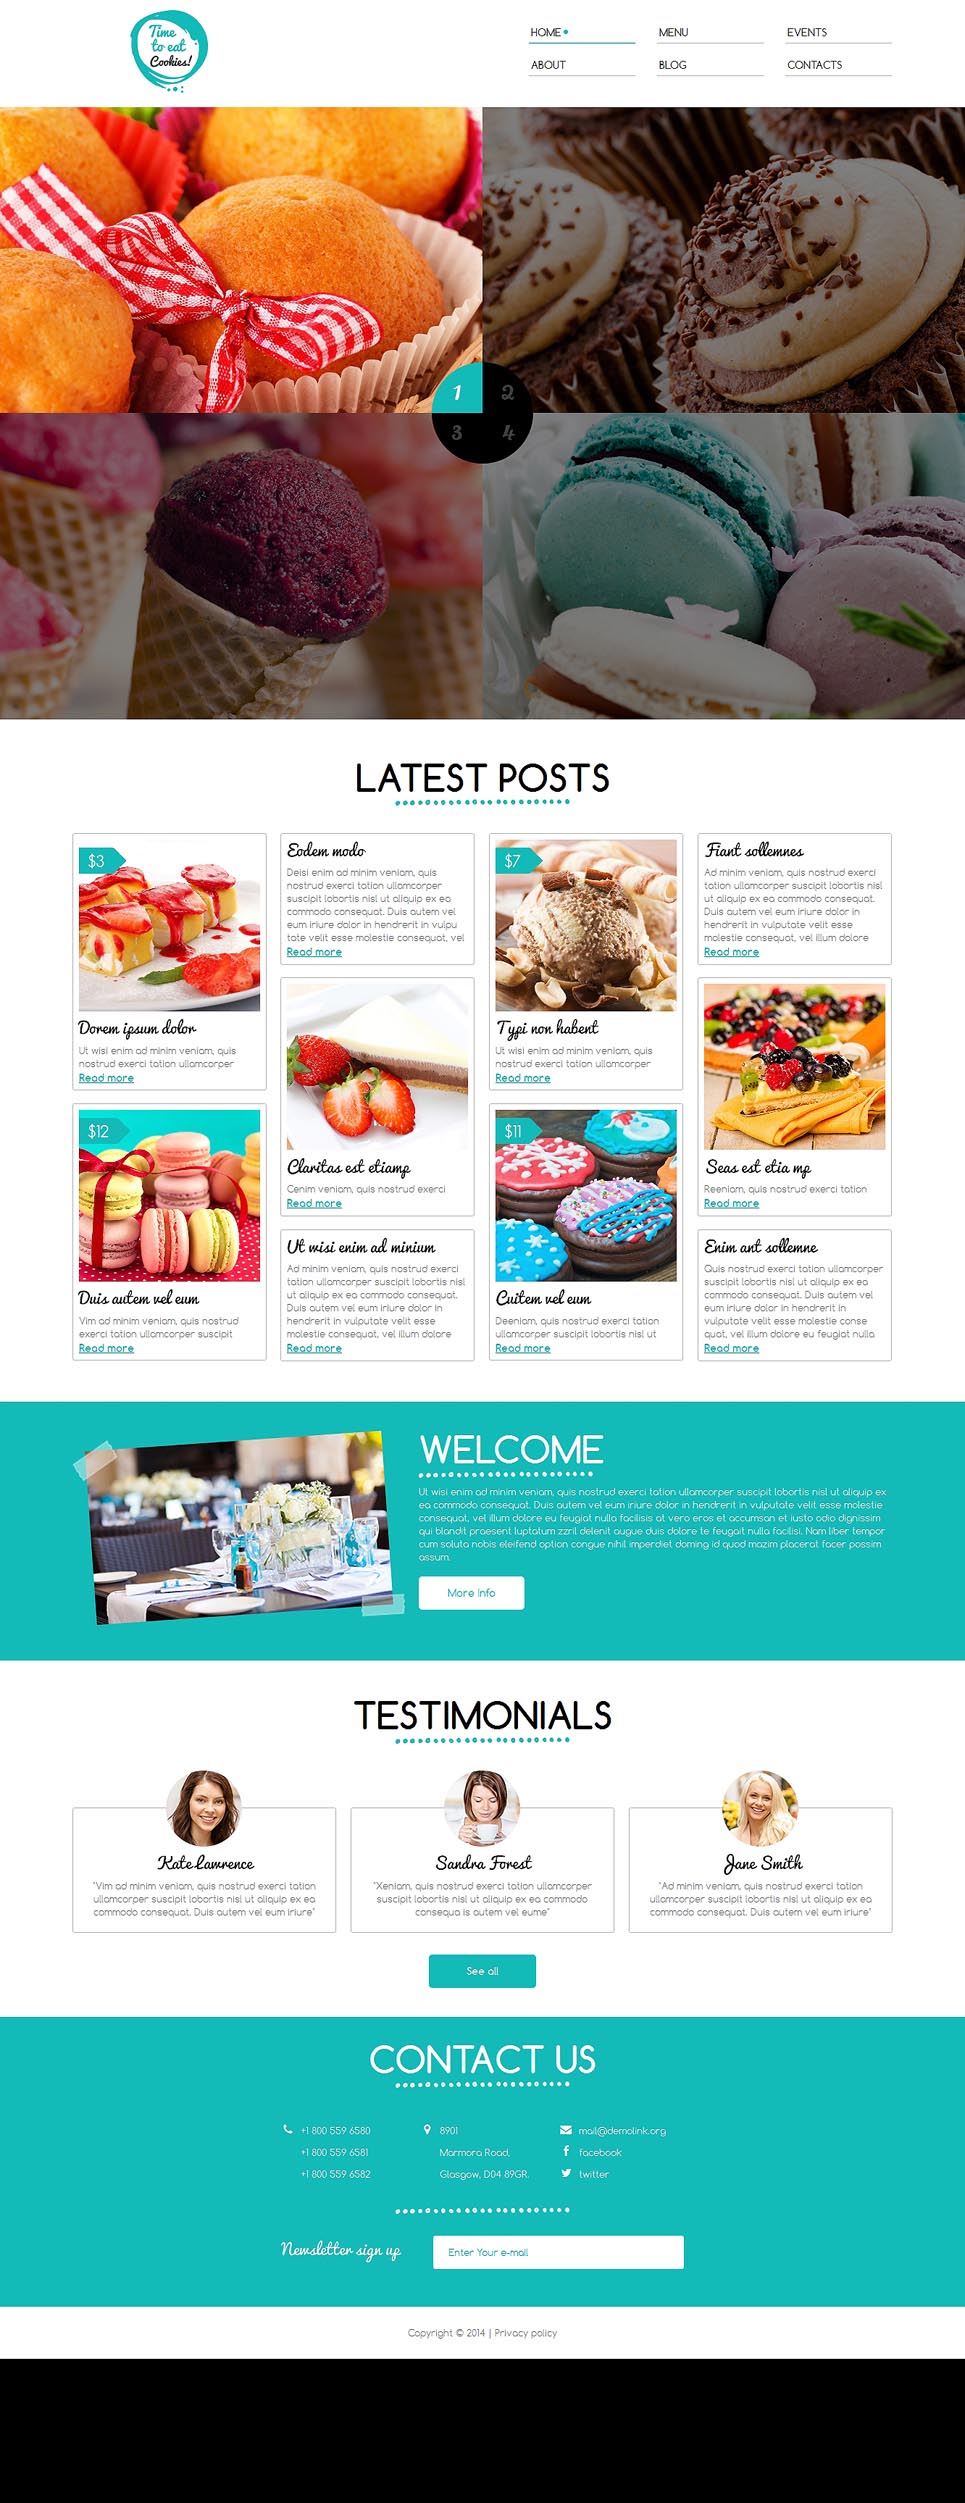 Time
to eat
Cookies!
HOME
MENU
EVENTS
ABOUT
BLOG
CONTACTS
1
2
3
4
LATEST POSTS
$3
Dorem ipsum dolor
Ut wisi enim ad minim veniam, quis
nostrud exerci tation ullamcorper
Read more
$12
Duis autem vel eum
Vim ad minim veniam, quis nostrud
exerci tation ullamcorper suscipit
Read more
Eodem modo
Deisi enim ad minim veniam, quis
nostrud exerci tation ullamcorper
suscipit lobortis nisl ut aliquip ex ea
commodo consequat. Duis autem vel
eum iriure dolor in hendrerit in vulpu
tate velit esse molestie consequat, vel
Read more
Claritas est etiamp
Cenim veniam, quis nostrud exerci
Read more
Ut wisi enim ad minium
Ad minim veniam, quis nostrud exerci
tation ullamcorper suscipit lobortis nisl
ut aliquip ex ea commodo consequat.
Duis autem vel eum iriure dolor in
hendrerit in vulputate velit esse
molestie consequat, vel illum dolore
Read more
$7
Typi non habent
Ut wisi enim ad minim veniam, quis
nostrud exerci tation ullamcorper
Read more
$11
Cuitem vel eum
Deeniam, quis nostrud exerci tation
ullamcorper suscipit lobortis nisl ut
Read more
Fiant sollemnes
Ad minim veniam, quis nostrud exerci
tation ullamcorper suscipit lobortis nisl
ut aliquip ex ea commodo consequat.
Duis autem vel eum iriure dolor in
hendrerit in vulputate velit esse
molestie consequat, vel illum dolore
Read more
Seas est etia mp
Reeniam, quis nostrud exerci tation
Read more
Enim ant sollemne
Quis nostrud exerci tation ullamcorper
suscipit lobortis nisl ut aliquip ex ea
commodo consequat. Duis autem vel
eum iriure dolor in hendrerit in
vulputate velit esse molestie conse
quat, vel illum dolore eu feugiat nulla
Read more
WELCOME
Ut wisi enim ad minim veniam, quis nostrud exerci tation ullamcorper suscipit lobortis nisl ut aliquip ex
ea commodo consequat. Duis autem vel eum iriure dolor in hendrerit in vulputate velit esse molestie
consequat, vel illum dolore eu feugiat nulla facilisis at vero eros et accumsan et iusto odio dignissim
qui blandit praesent luptatum zzril delenit augue duis dolore te feugait nulla facilisi. Nam liber tempor
cum soluta nobis eleifend option congue nihil imperdiet doming id quod mazim placerat facer possim
assum.
More Info
TESTIMONIALS
Kate Lawrence
"Vim ad minim veniam, quis nostrud exerci tation
ullamcorper suscipit lobortis nisl ut aliquip ex ea
commodo consequat. Duis autem vel eum iriure"
Sandra Forest
"Xeniam, quis nostrud exerci tation ullamcorper
suscipit lobortis nisl ut aliquip ex ea commodo
consequa is autem vel eume"
Jane Smith
"Ad minim veniam, quis nostrud exerci tation
ullamcorper suscipit lobortis nisl ut aliquip ex ea
commodo consequat. Duis autem vel eum iriure"
See all
CONTACT US
+1 800 559 6580
+1 800 559 6581
+1 800 559 6582
8901
Marmora Road,
Glasgow, D04 89GR.
mail@demolink.org
facebook
twitter
Newsletter sign up
Enter Your e-mail
Copyright © 2014 | Privacy policy